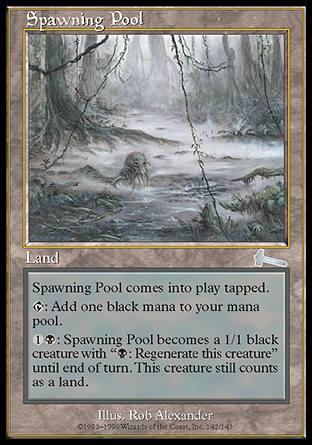 Spawning Pool
Land
Spawning Pool comes into play tapped.
: Add one black mana to your mana
pool.
1 : Spawning Pool becomes a 1/1 black
creature with “ : Regenerate this creature”
until end of turn. This creature still counts
as a land.
Illus. Rob Alexander
©1993–1999 Wizards of the Coast, Inc. 142/143